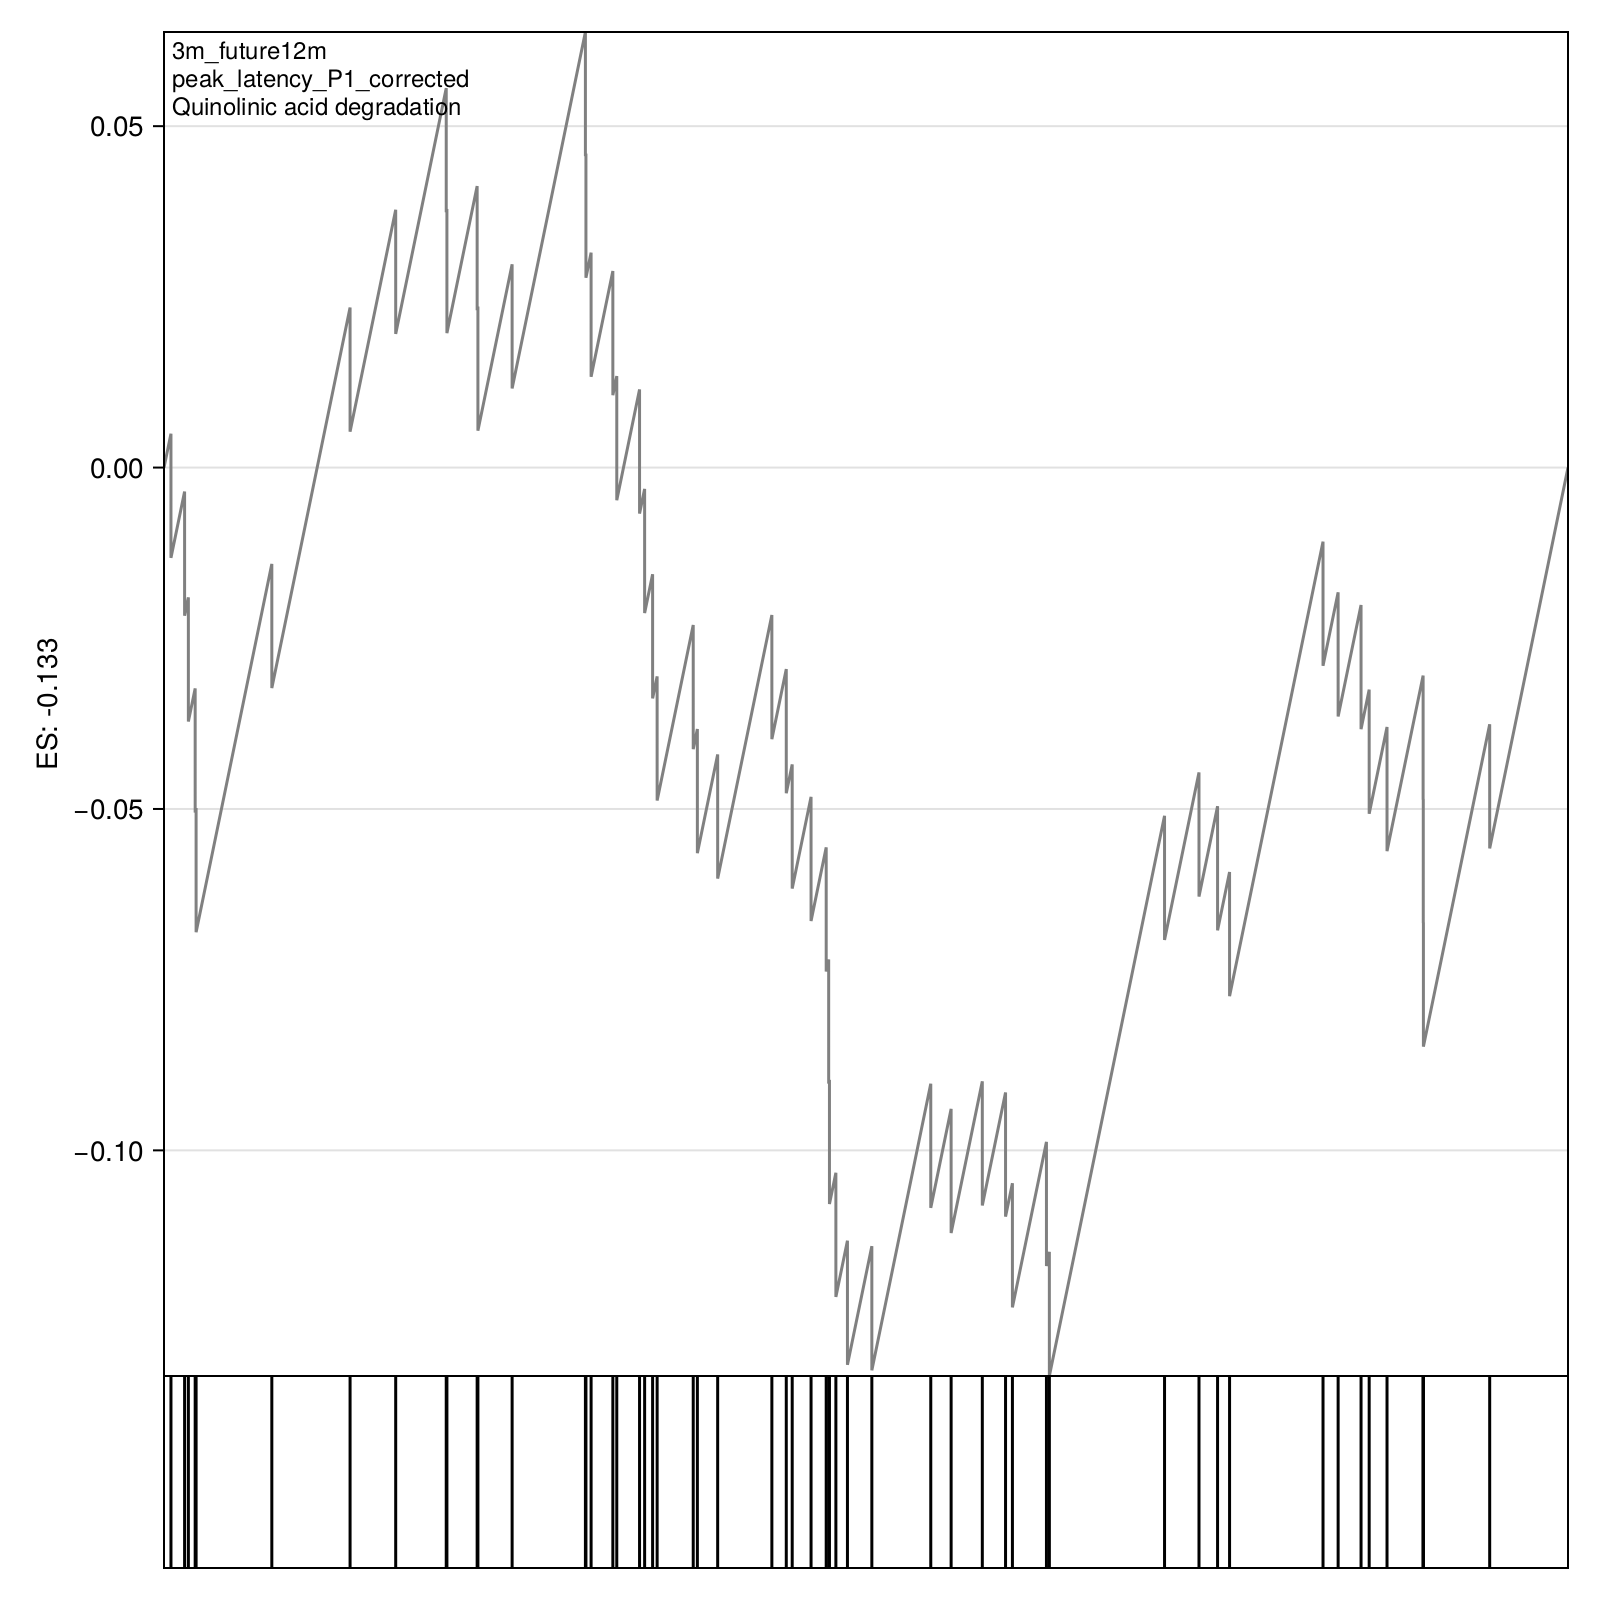 3m_future12m
peak_latency_P1_corrected
Quinolinic acid degradation
0.05
0.00
−0.05
−0.10
ES: -0.133